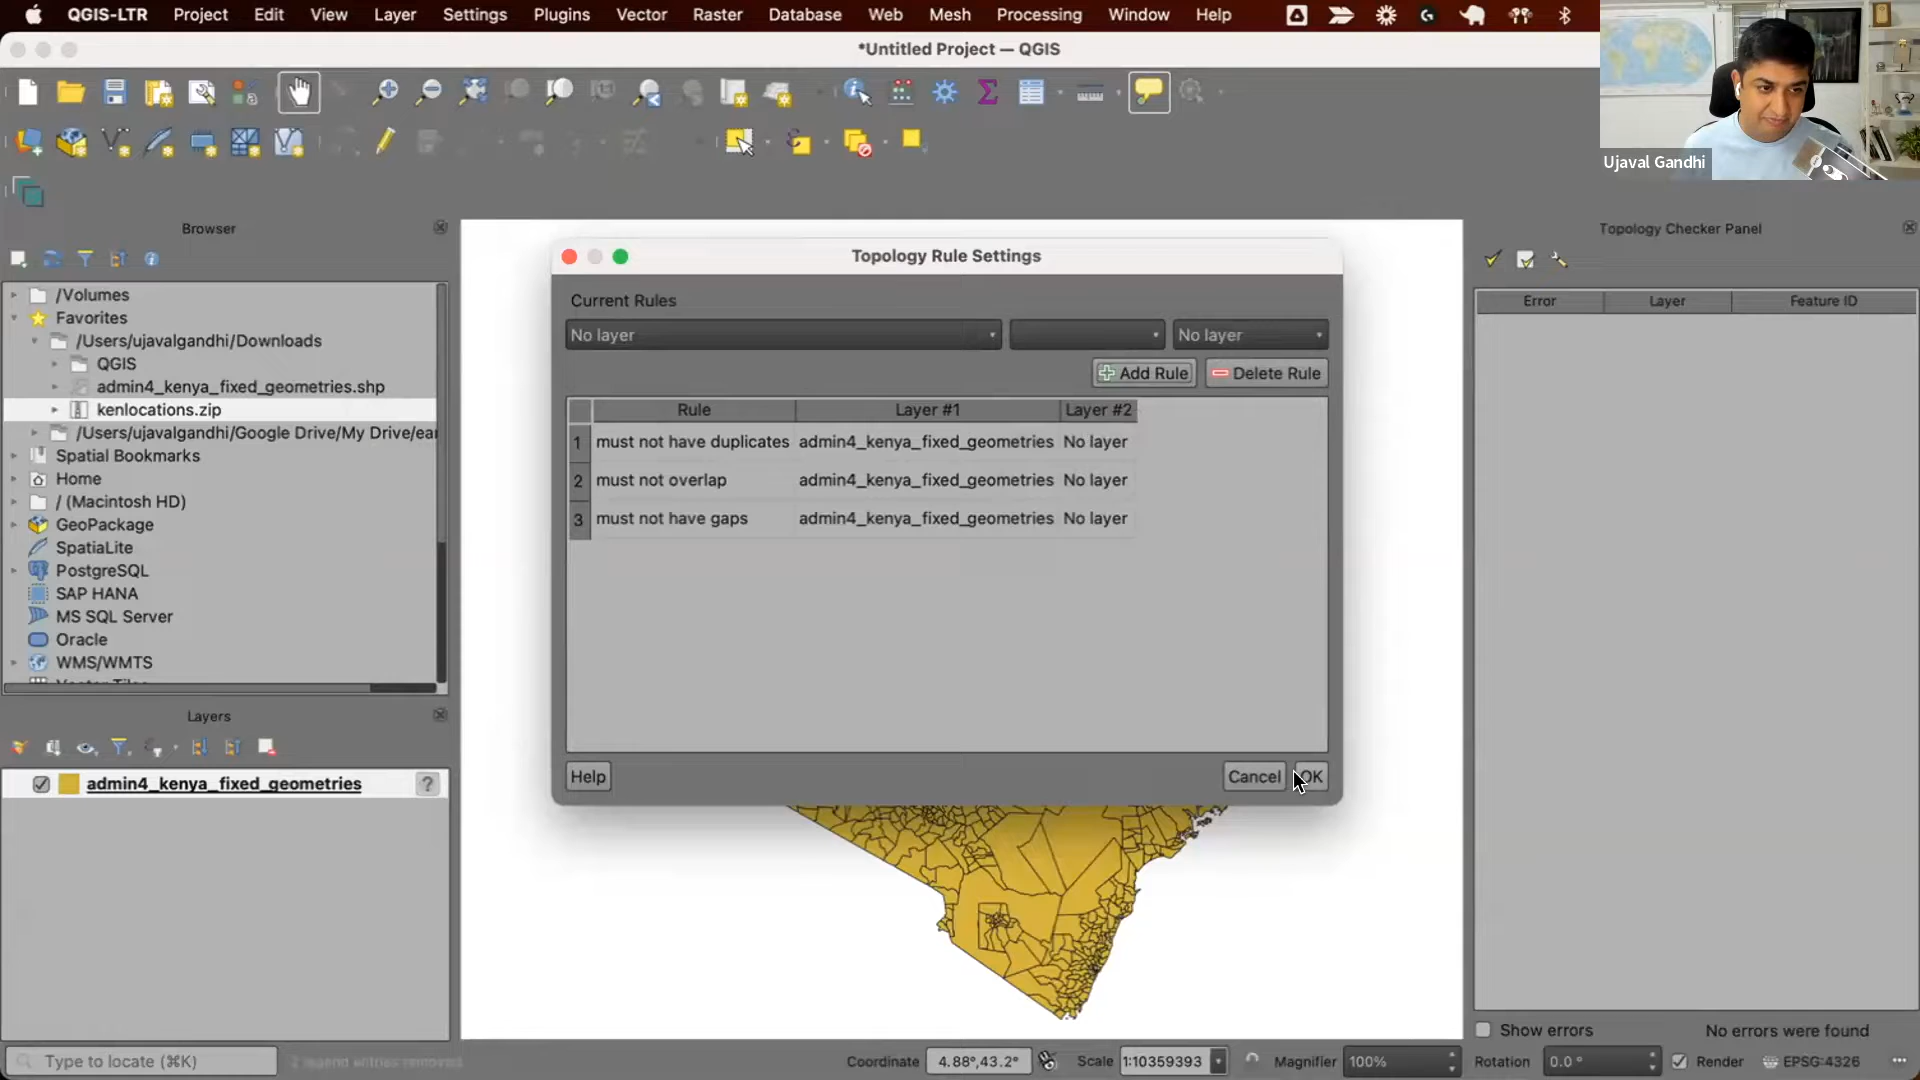 QGIS-LTR Project Edit View Layer Settings Plugins Vector Raster Database Web Mesh Processing Window Help
*Untitled Project — QGIS
Ujaval Gandhi
Browser
/Volumes
Favorites
/Users/ujavalgandhi/Downloads
QGIS
admin4_kenya_fixed_geometries.shp
kenlocations.zip
/Users/ujavalgandhi/Google Drive/My Drive/ear
Spatial Bookmarks
Home
/ (Macintosh HD)
GeoPackage
SpatiaLite
PostgreSQL
SAP HANA
MS SQL Server
Oracle
WMS/WMTS
Layers
admin4_kenya_fixed_geometries
Topology Rule Settings
Current Rules
No layer No layer
Add Rule Delete Rule
Rule Layer #1 Layer #2
1 must not have duplicates admin4_kenya_fixed_geometries No layer
2 must not overlap admin4_kenya_fixed_geometries No layer
3 must not have gaps admin4_kenya_fixed_geometries No layer
Help Cancel OK
Topology Checker Panel
Error Layer Feature ID
Show errors No errors were found
Type to locate (⌘K) 2 legend entries removed. Coordinate 4.88°,43.2° Scale 1:10359393 Magnifier 100% Rotation 0.0 ° Render EPSG:4326